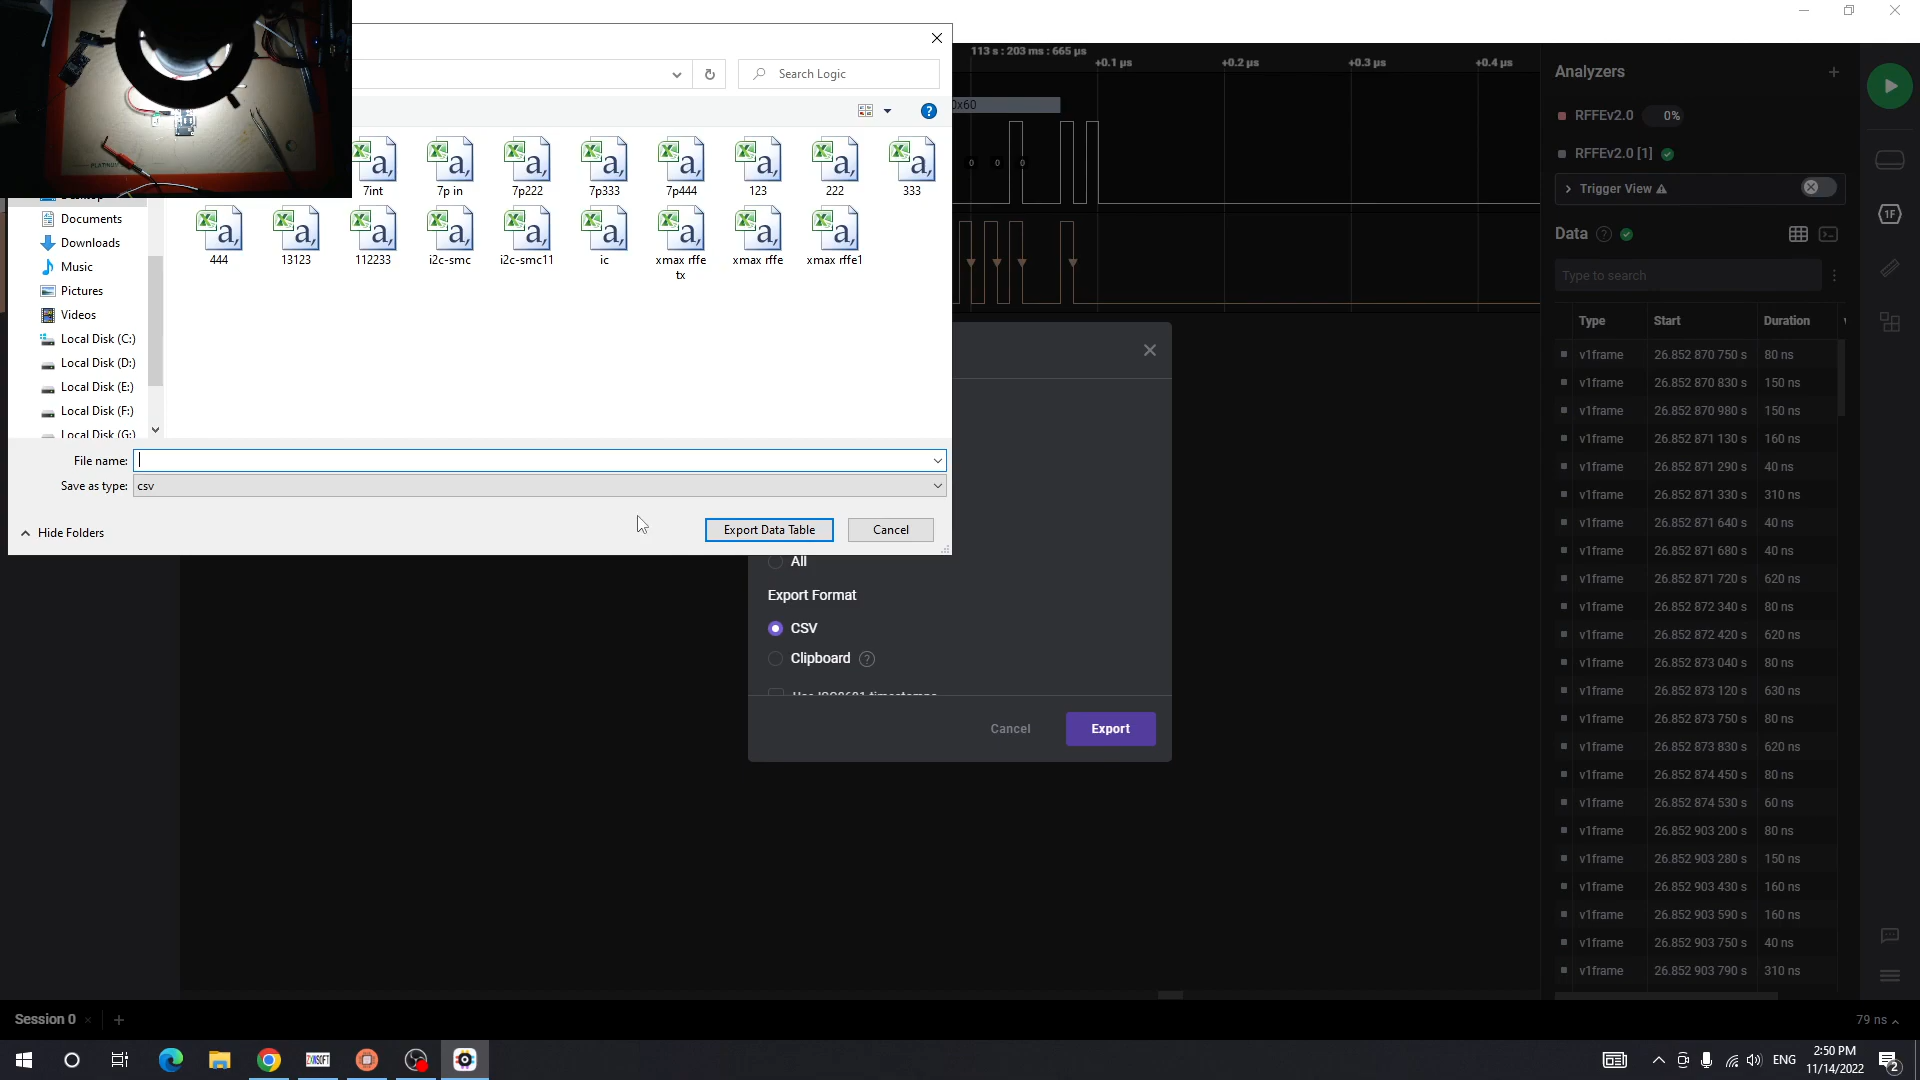 Search Logic
7int
7p in
7p222
7p333
7p444
123
222
333
444
13123
112233
i2c-smc
i2c-smc11
ic
xmax rffe
tx
xmax rffe
xmax rffe1
Documents
Downloads
Music
Pictures
Videos
Local Disk (C:)
Local Disk (D:)
Local Disk (E:)
Local Disk (F:)
Local Disk (G:)
File name:
Save as type: csv
Hide Folders
Export Data Table
Cancel
113 s : 203 ms : 665 µs
+0.1 µs
+0.2 µs
+0.3 µs
+0.4 µs
0x60
0 0 0
All
Export Format
CSV
Clipboard
Use ISO8601 timestamps
Cancel
Export
Analyzers
RFFEv2.0 0%
RFFEv2.0 [1]
Trigger View
1F
Data
Type to search
Type Start Duration
v1frame 26.852 870 750 s 80 ns
v1frame 26.852 870 830 s 150 ns
v1frame 26.852 870 980 s 150 ns
v1frame 26.852 871 130 s 160 ns
v1frame 26.852 871 290 s 40 ns
v1frame 26.852 871 330 s 310 ns
v1frame 26.852 871 640 s 40 ns
v1frame 26.852 871 680 s 40 ns
v1frame 26.852 871 720 s 620 ns
v1frame 26.852 872 340 s 80 ns
v1frame 26.852 872 420 s 620 ns
v1frame 26.852 873 040 s 80 ns
v1frame 26.852 873 120 s 630 ns
v1frame 26.852 873 750 s 80 ns
v1frame 26.852 873 830 s 620 ns
v1frame 26.852 874 450 s 80 ns
v1frame 26.852 874 530 s 60 ns
v1frame 26.852 903 200 s 80 ns
v1frame 26.852 903 280 s 150 ns
v1frame 26.852 903 430 s 160 ns
v1frame 26.852 903 590 s 160 ns
v1frame 26.852 903 750 s 40 ns
v1frame 26.852 903 790 s 310 ns
Session 0
79 ns
ZXWSOFT
ENG
2:50 PM
11/14/2022
2